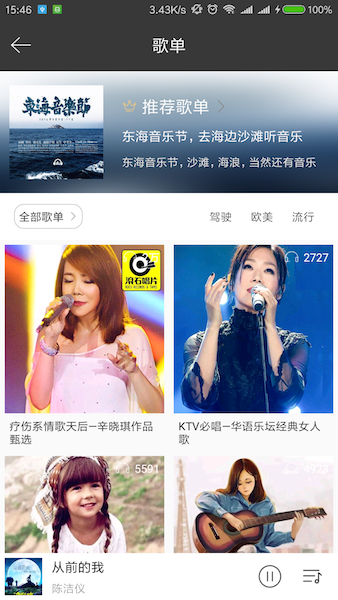 15:46
3.43K/s
100%
歌单
東海音樂節
推荐歌单
东海音乐节，去海边沙滩听音乐
东海音乐节，沙滩，海浪，当然还有音乐
全部歌单
驾驶 欧美 流行
滚石唱片
2727
疗伤系情歌天后—辛晓琪作品
甄选
KTV必唱—华语乐坛经典女人
歌
5591
4923
从前的我
陈洁仪